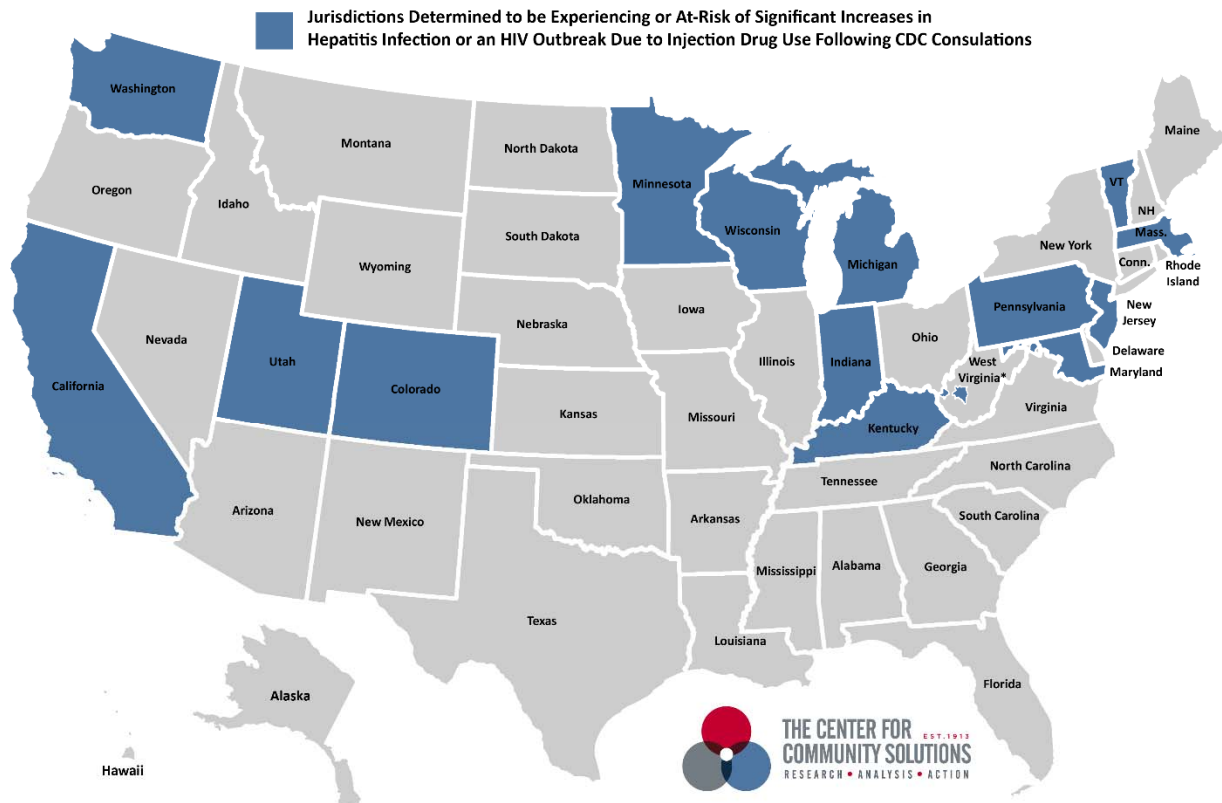 Jurisdictions Determined to be Experiencing or At-Risk of Significant Increases in
Hepatitis Infection or an HIV Outbreak Due to Injection Drug Use Following CDC Consulations
Washington
Montana
North Dakota
Minnesota
Maine
VT
NH
Oregon
Idaho
South Dakota
Wisconsin
Michigan
New York
Mass.
Conn.
Rhode
Island
Wyoming
Iowa
Pennsylvania
New
Jersey
Nebraska
Nevada
Utah
Colorado
California
Illinois
Indiana
Ohio
West
Virginia*
Delaware
Maryland
Kansas
Missouri
Kentucky
Virginia
North Carolina
Tennessee
Arizona
New Mexico
Oklahoma
Arkansas
South Carolina
Mississippi
Alabama
Georgia
Texas
Louisiana
Florida
Alaska
Hawaii
THE CENTER FOR
EST.1913
COMMUNITY SOLUTIONS
RESEARCH • ANALYSIS • ACTION